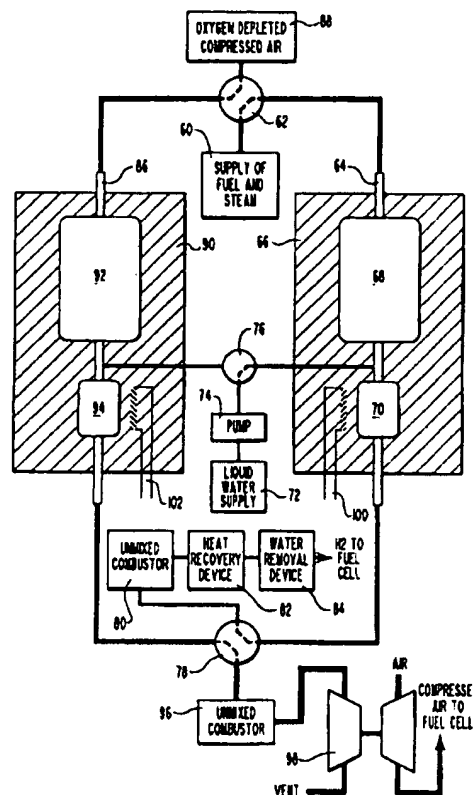 OXYGEN DEPLETED
COMPRESSED AIR
88
62
60
SUPPLY OF
FUEL AND
STEAM
86
64
90
66
92
68
76
94
70
74
PUMP
102
LIQUID
WATER SUPPLY
72
100
UNMIXED
COMBUSTOR
HEAT
RECOVERY
DEVICE
WATER
REMOVAL
DEVICE
H2 TO
FUEL
CELL
80
82
84
78
UNMIXED
COMBUSTOR
96
98
AIR
COMPRESSE
AIR TO
FUEL CELL
VENT